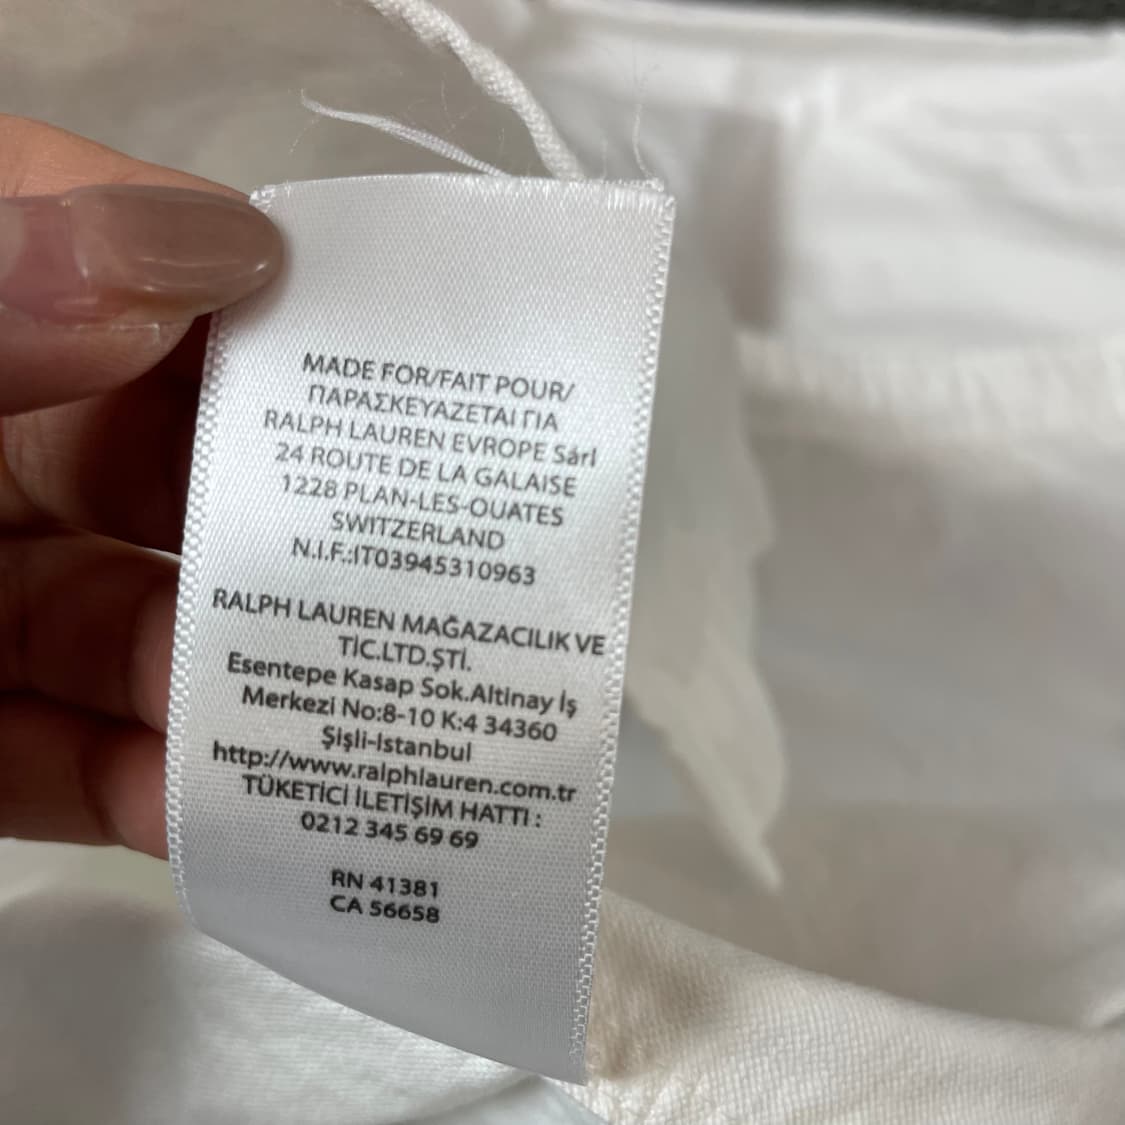 MADE FOR/FAIT POUR/
ΠΑΡΑΣΚΕΥΑΖΕΤΑΙ ΓΙΑ
RALPH LAUREN EVROPE Sárl
24 ROUTE DE LA GALAISE
1228 PLAN-LES-OUATES
SWITZERLAND
N.I.F.:IT03945310963
RALPH LAUREN MAĞAZACILIK VE
TİC.LTD.ŞTİ.
Esentepe Kasap Sok.Altinay İş
Merkezi No:8-10 K:4 34360
Şişli-Istanbul
http://www.ralphlauren.com.tr
TÜKETİCİ İLETİŞİM HATTI :
0212 345 69 69
RN 41381
CA 56658